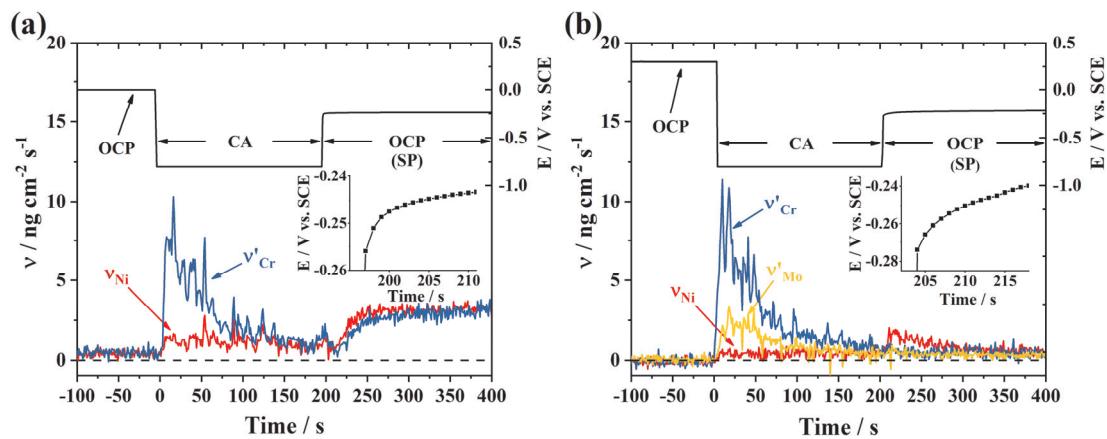 (a)
20
15
10
5
0
ν / ng cm⁻² s⁻¹
0.5
0.0
-0.5
-1.0
E / V vs. SCE
OCP
CA
OCP
(SP)
ν'Cr
νNi
-0.24
-0.25
-0.26
E / V vs. SCE
200 205 210
Time / s
-100 -50 0 50 100 150 200 250 300 350 400
Time / s
(b)
20
15
10
5
0
ν / ng cm⁻² s⁻¹
0.5
0.0
-0.5
-1.0
E / V vs. SCE
OCP
CA
OCP
(SP)
ν'Cr
ν'Mo
νNi
-0.24
-0.26
-0.28
E / V vs. SCE
205 210 215
Time / s
-100 -50 0 50 100 150 200 250 300 350 400
Time / s